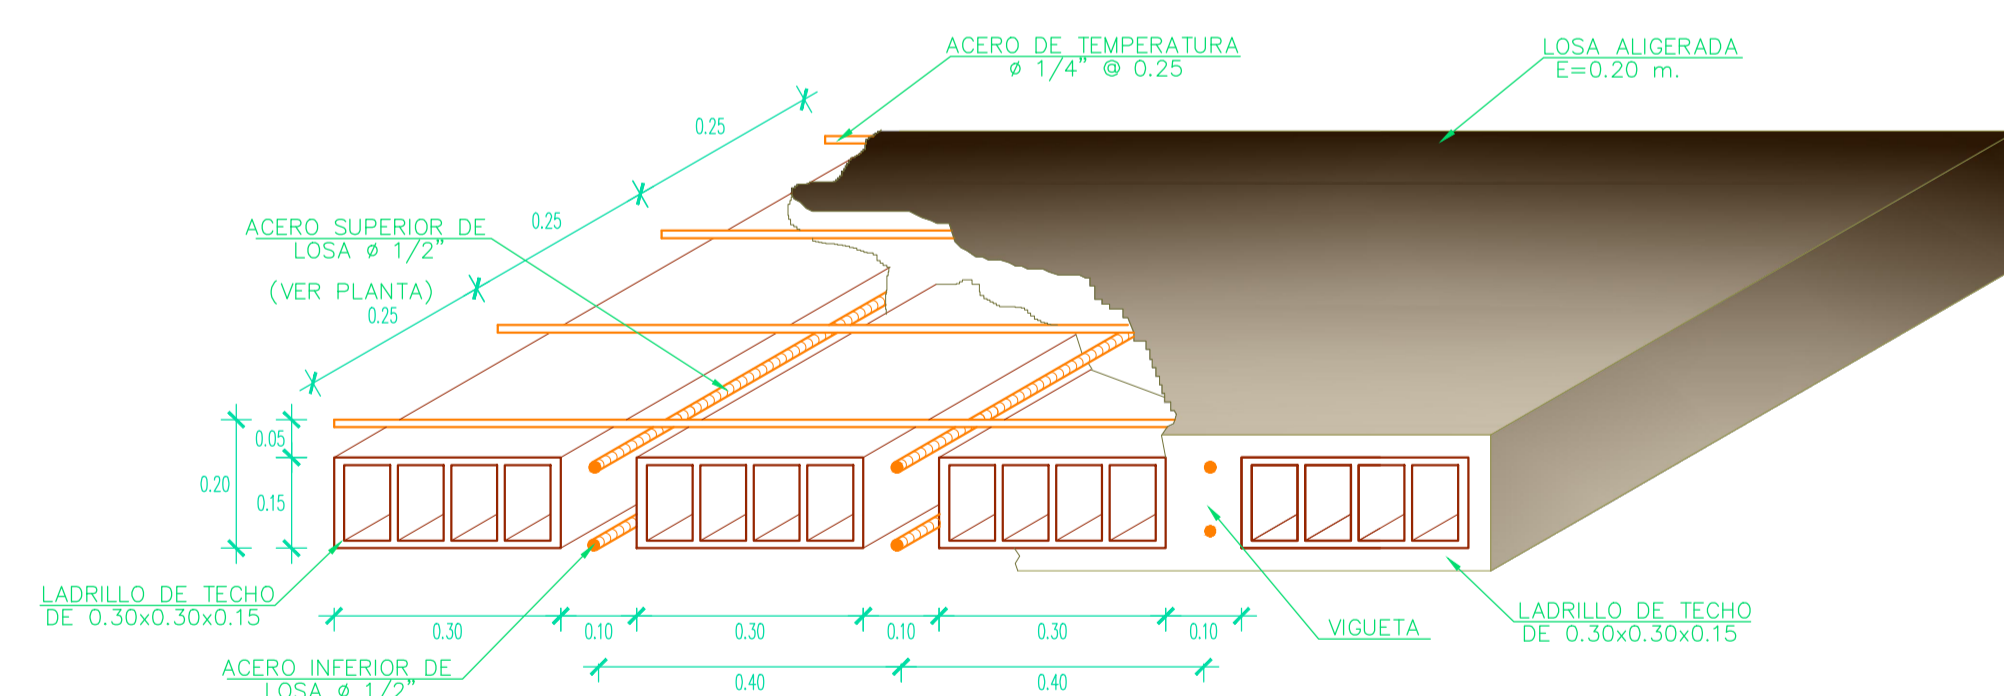 ACERO DE TEMPERATURA
ø 1/4" @ 0.25
LOSA ALIGERADA
E=0.20 m.
0.25
0.25
0.25
ACERO SUPERIOR DE
LOSA ø 1/2"
(VER PLANTA)
0.05
0.20
0.15
LADRILLO DE TECHO
DE 0.30x0.30x0.15
0.30
0.10
0.30
0.10
0.30
0.10
VIGUETA
LADRILLO DE TECHO
DE 0.30x0.30x0.15
ACERO INFERIOR DE
LOSA ø 1/2"
0.40
0.40